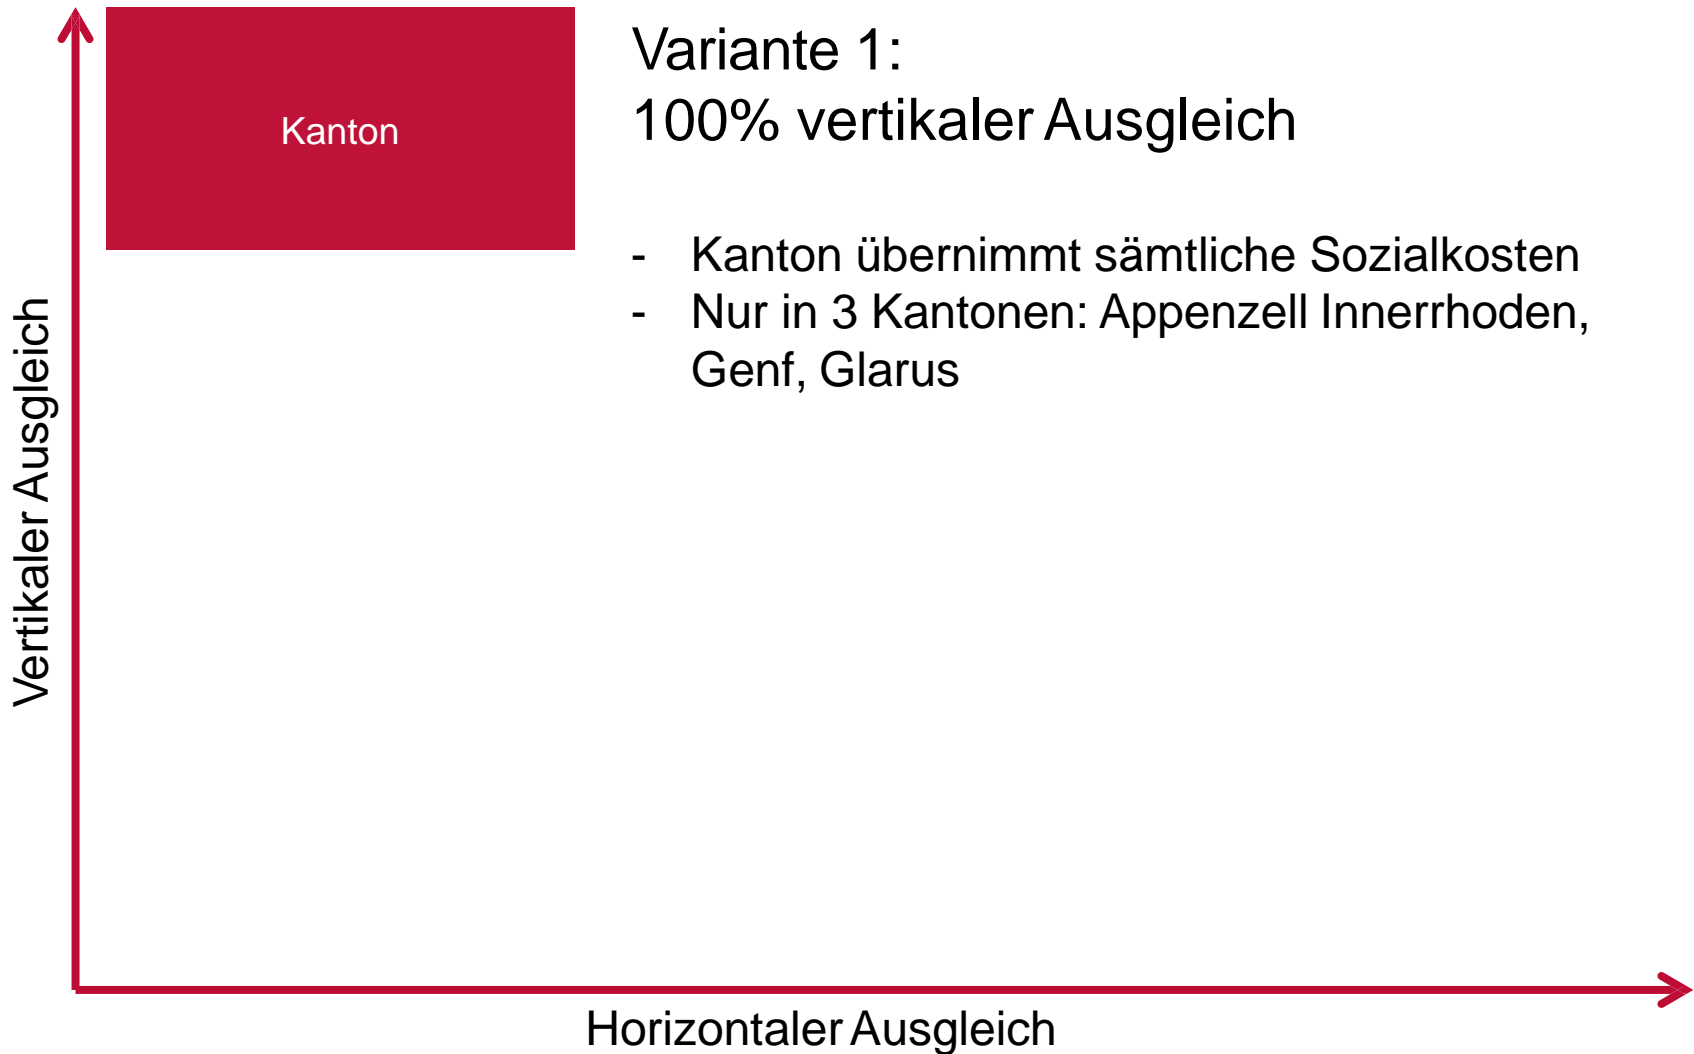 Kanton
Variante 1:
100% vertikaler Ausgleich
- Kanton übernimmt sämtliche Sozialkosten
- Nur in 3 Kantonen: Appenzell Innerrhoden,
Genf, Glarus
Vertikaler Ausgleich
Horizontaler Ausgleich